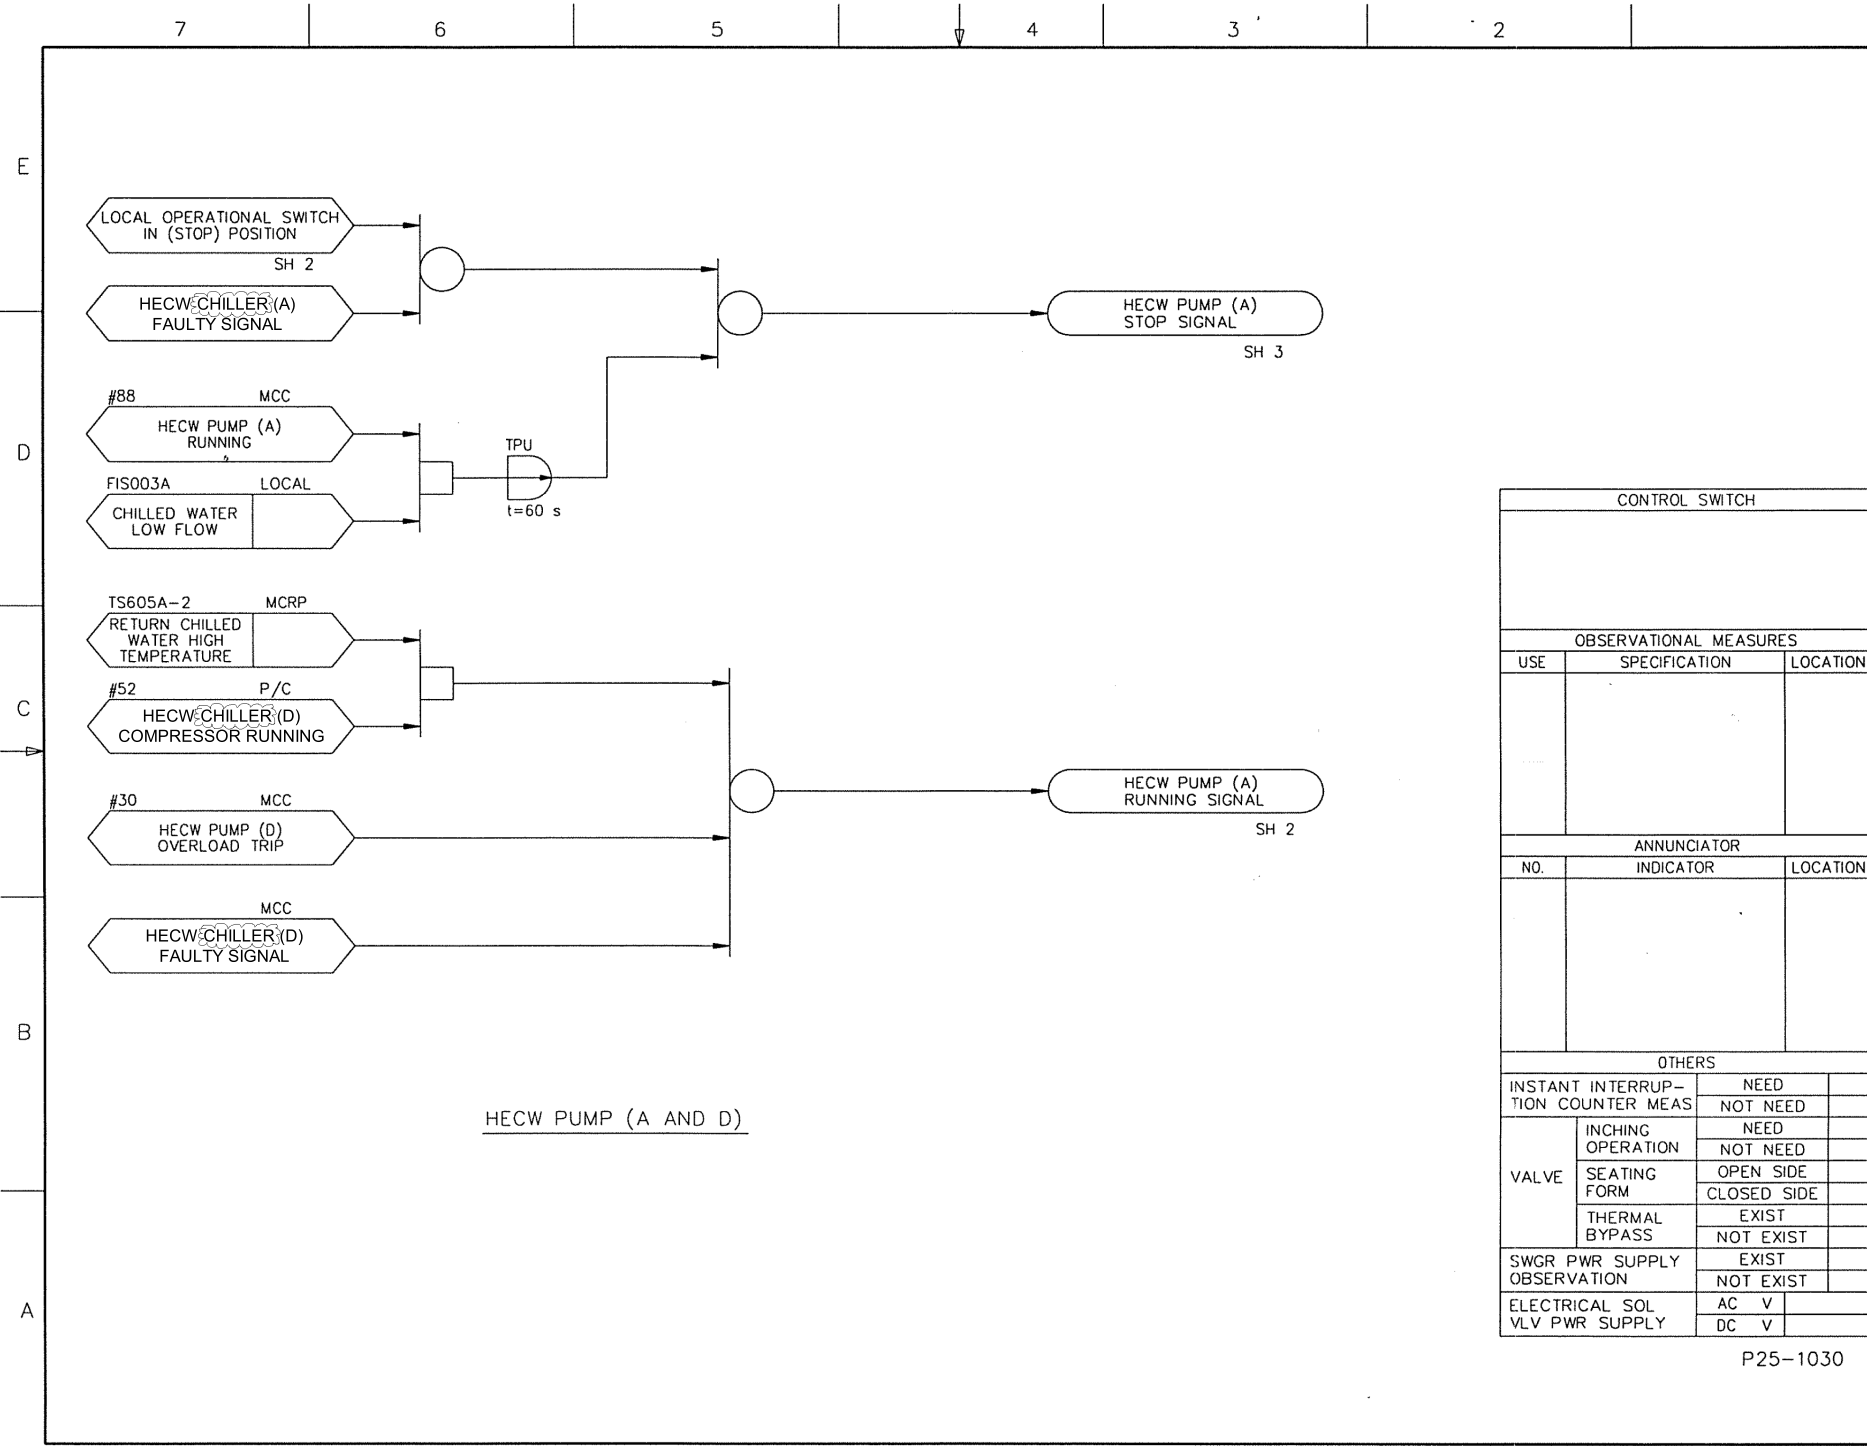 7 6 5 4 3 2
E
LOCAL OPERATIONAL SWITCH
IN (STOP) POSITION
SH 2
HECW CHILLER (A)
FAULTY SIGNAL
HECW PUMP (A)
STOP SIGNAL
SH 3
#88 MCC
HECW PUMP (A)
RUNNING
D
TPU
t=60 s
FIS003A LOCAL
CHILLED WATER
LOW FLOW
TS605A-2 MCRP
RETURN CHILLED
WATER HIGH
TEMPERATURE
#52 P/C
C
HECW CHILLER (D)
COMPRESSOR RUNNING
HECW PUMP (A)
RUNNING SIGNAL
SH 2
#30 MCC
HECW PUMP (D)
OVERLOAD TRIP
MCC
HECW CHILLER (D)
FAULTY SIGNAL
B
HECW PUMP (A AND D)
A
CONTROL SWITCH
OBSERVATIONAL MEASURES
USE SPECIFICATION LOCATION
ANNUNCIATOR
NO. INDICATOR LOCATION
OTHERS
INSTANT INTERRUP-
TION COUNTER MEAS
NEED
NOT NEED
VALVE
INCHING
OPERATION
NEED
NOT NEED
SEATING
FORM
OPEN SIDE
CLOSED SIDE
THERMAL
BYPASS
EXIST
NOT EXIST
SWGR PWR SUPPLY
OBSERVATION
EXIST
NOT EXIST
ELECTRICAL SOL
VLV PWR SUPPLY
AC V
DC V
P25-1030